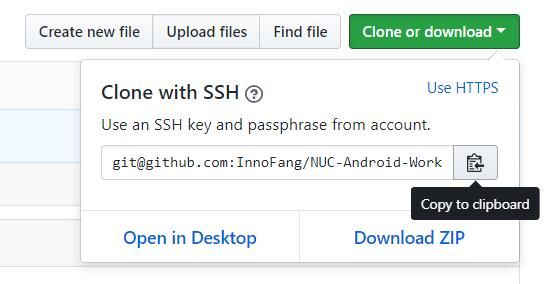 Create new file Upload files Find file Clone or download
Clone with SSH ? Use HTTPS
Use an SSH key and passphrase from account.
git@github.com:InnoFang/NUC-Android-Work
Copy to clipboard
Open in Desktop Download ZIP